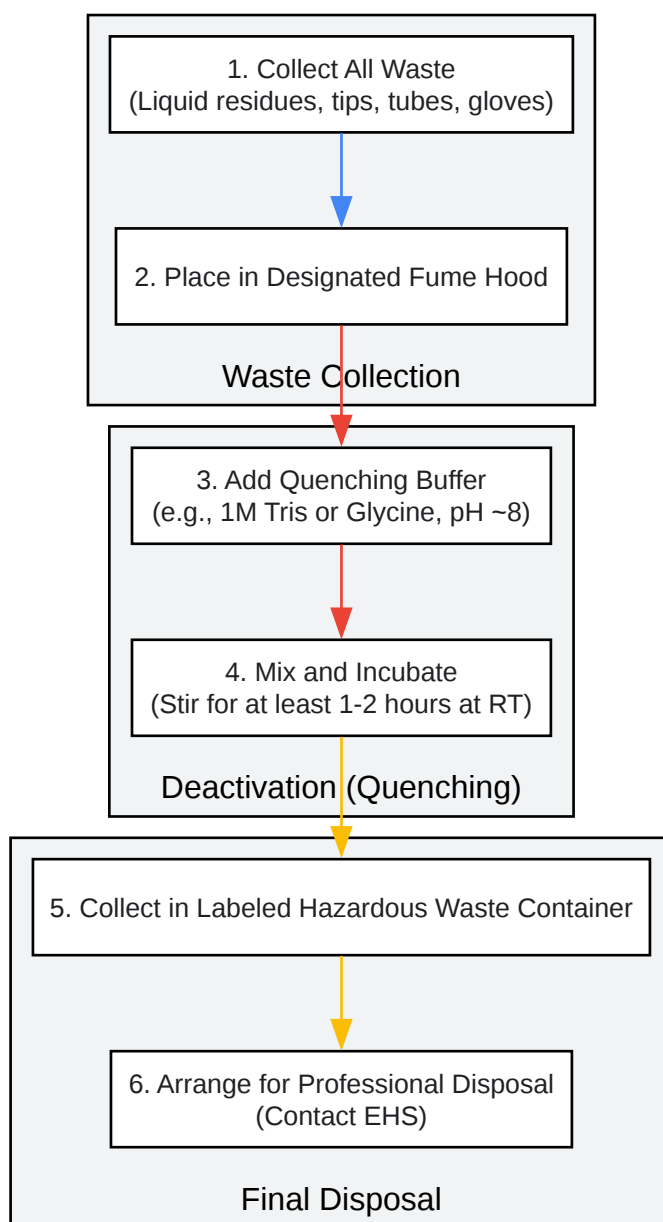 1. Collect All Waste
(Liquid residues, tips, tubes, gloves)
2. Place in Designated Fume Hood
Waste Collection
3. Add Quenching Buffer
(e.g., 1M Tris or Glycine, pH ~8)
4. Mix and Incubate
(Stir for at least 1-2 hours at RT)
Deactivation (Quenching)
5. Collect in Labeled Hazardous Waste Container
6. Arrange for Professional Disposal
(Contact EHS)
Final Disposal